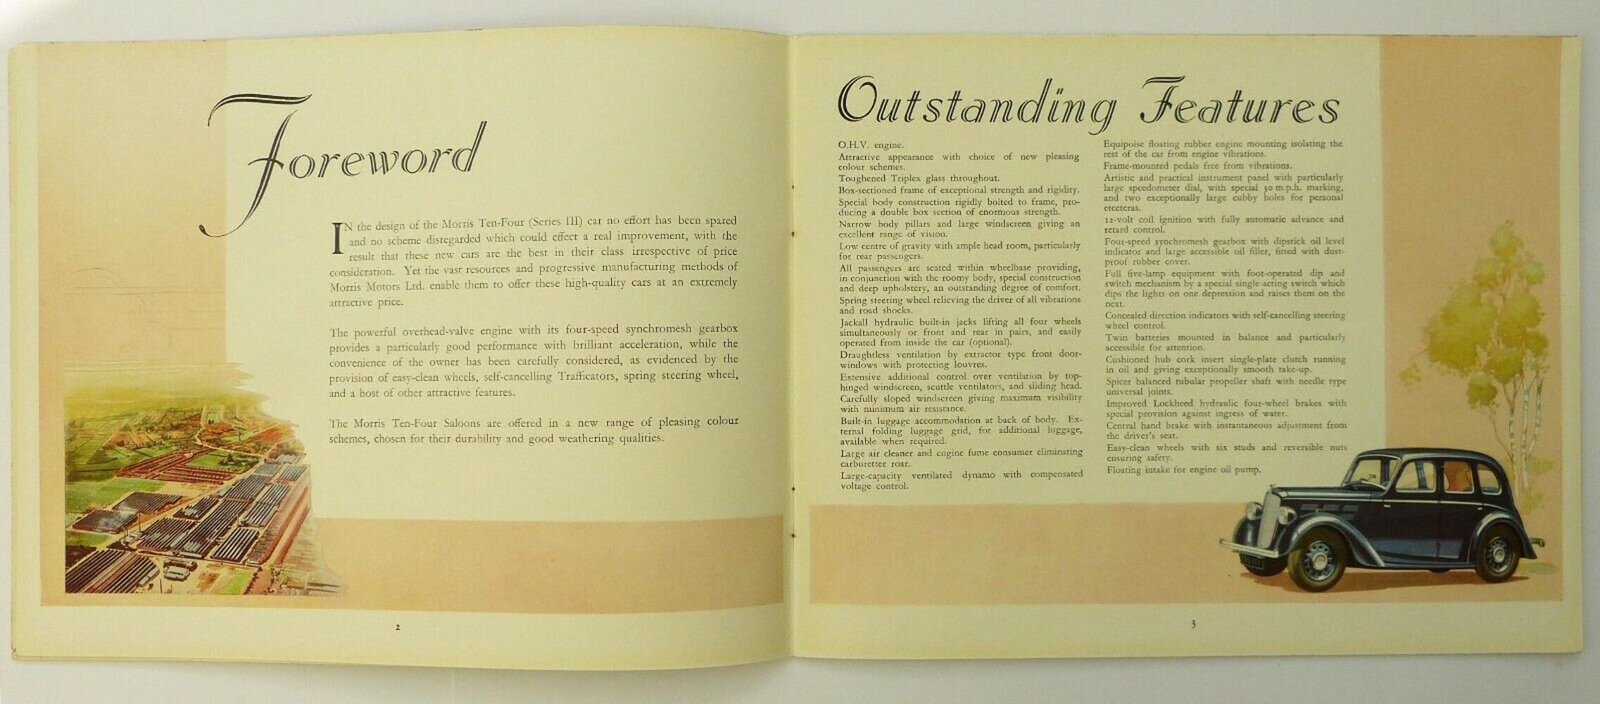 Foreword
IN the design of the Morris Ten-Four (Series III) car no effort has been spared
and no scheme disregarded which could effect a real improvement, with the
result that these new cars are the best in their class irrespective of price
consideration. Yet the vast resources and progressive manufacturing methods of
Morris Motors Ltd. enable them to offer these high-quality cars at an extremely
attractive price.
The powerful overhead-valve engine with its four-speed synchromesh gearbox
provides a particularly good performance with brilliant acceleration, while the
convenience of the owner has been carefully considered, as evidenced by the
provision of easy-clean wheels, self-cancelling Trafficators, spring steering wheel,
and a host of other attractive features.
The Morris Ten-Four Saloons are offered in a new range of pleasing colour
schemes, chosen for their durability and good weathering qualities.
2
Outstanding Features
O.H.V. engine.
Attractive appearance with choice of new pleasing
colour schemes.
Toughened Triplex glass throughout.
Box-sectioned frame of exceptional strength and rigidity.
Special body construction rigidly bolted to frame, pro-
ducing a double box section of enormous strength.
Narrow body pillars and large windscreen giving an
excellent range of vision.
Low centre of gravity with ample head room, particularly
for rear passengers.
All passengers are seated within wheelbase providing,
in conjunction with the roomy body, special construction
and deep upholstery, an outstanding degree of comfort.
Spring steering wheel relieving the driver of all vibrations
and road shocks.
Jackall hydraulic built-in jacks lifting all four wheels
simultaneously or front and rear in pairs, and easily
operated from inside the car (optional).
Draughtless ventilation by extractor type front door-
windows with protecting louvres.
Extensive additional control over ventilation by top-
hinged windscreen, scuttle ventilators, and sliding head.
Carefully sloped windscreen giving maximum visibility
with minimum air resistance.
Built-in luggage accommodation at back of body. Ex-
ternal folding luggage grid, for additional luggage,
available when required.
Large air cleaner and engine fume consumer eliminating
carburetter roar.
Large-capacity ventilated dynamo with compensated
voltage control.
Equipoise floating rubber engine mounting isolating the
rest of the car from engine vibrations.
Frame-mounted pedals free from vibrations.
Artistic and practical instrument panel with particularly
large speedometer dial, with special 30 m.p.h. marking,
and two exceptionally large cubby holes for personal
etceteras.
12-volt coil ignition with fully automatic advance and
retard control.
Four-speed synchromesh gearbox with dipstick oil level
indicator and large accessible oil filler, fitted with dust-
proof rubber cover.
Full five-lamp equipment with foot-operated dip and
switch mechanism by a special single-acting switch which
dips the lights on one depression and raises them on the
next.
Concealed direction indicators with self-cancelling steering
wheel control.
Twin batteries mounted in balance and particularly
accessible for attention.
Cushioned hub cork insert single-plate clutch running
in oil and giving exceptionally smooth take-up.
Spicer balanced tubular propeller shaft with needle type
universal joints.
Improved Lockheed hydraulic four-wheel brakes with
special provision against ingress of water.
Central hand brake with instantaneous adjustment from
the driver's seat.
Easy-clean wheels with six studs and reversible nuts
ensuring safety.
Floating intake for engine oil pump.
3